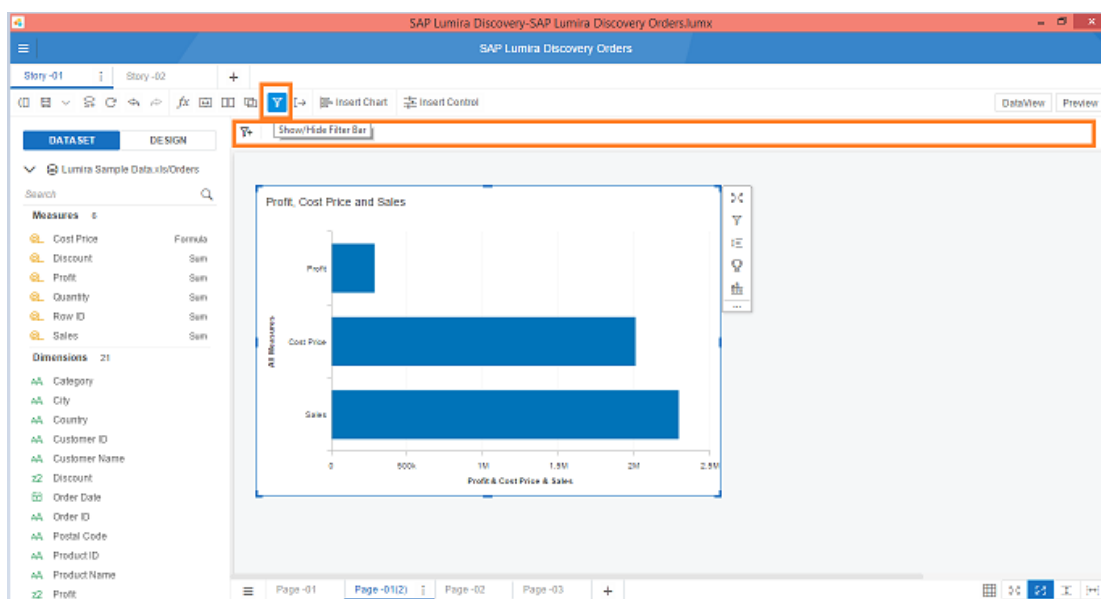 SAP Lumira Discovery-SAP Lumira Discovery Orders.lumx
SAP Lumira Discovery Orders
Story -01
Story -02
fx
Insert Chart
Insert Control
DataView
Preview
Show/Hide Filter Bar
DATASET
DESIGN
Lumira Sample Data.xls/Orders
Search
Measures 6
Cost Price Formula
Discount Sum
Profit Sum
Quantity Sum
Row ID Sum
Sales Sum
Dimensions 21
Category
City
Country
Customer ID
Customer Name
Discount
Order Date
Order ID
Postal Code
Product ID
Product Name
Profit
Profit, Cost Price and Sales
Profit
Cost Price
Sales
All Measures
0 500k 1M 1.5M 2M 2.5M
Profit & Cost Price & Sales
Page -01
Page -01(2)
Page -02
Page -03